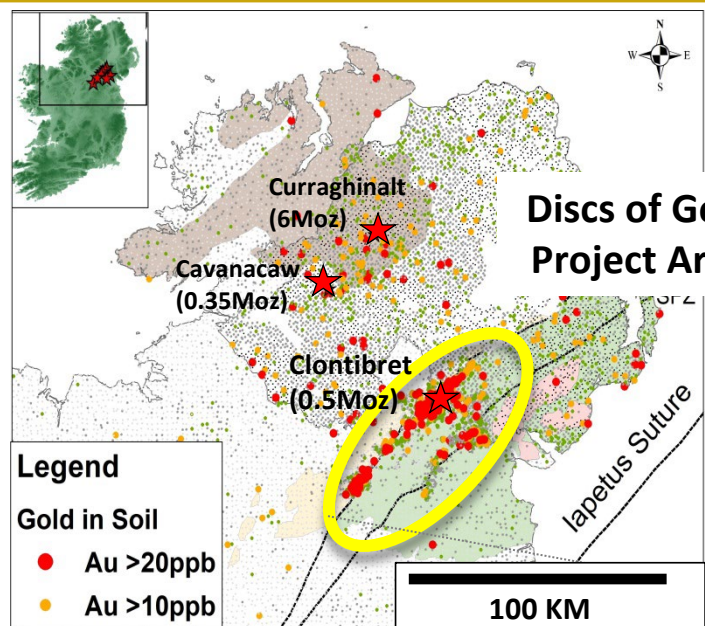 N
W E
S
Curraghinalt
(6Moz)
Discs of Go
Project Ar
Cavanacaw
(0.35Moz)
SPZ
Clontibret
(0.5Moz)
Iapetus Suture
Legend
Gold in Soil
Au >20ppb
Au >10ppb
100 KM